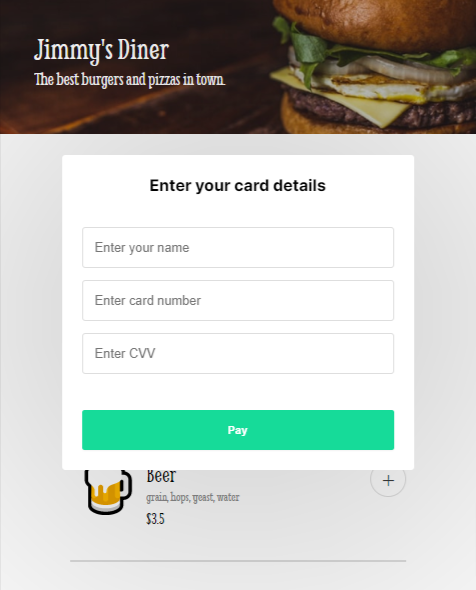 Jimmy's Diner
The best burgers and pizzas in town.
Enter your card details
Enter your name
Enter card number
Enter CVV
Pay
Beer
grain, hops, yeast, water
$3.5